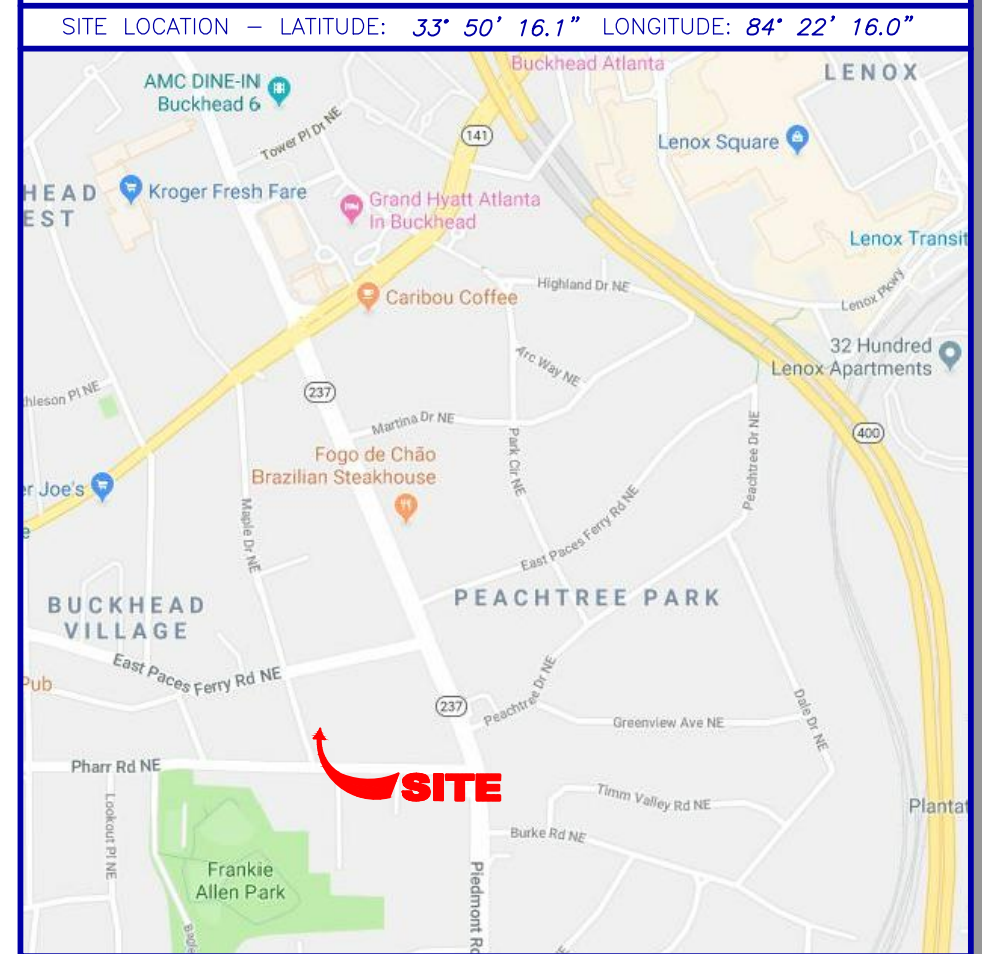 SITE LOCATION – LATITUDE: 33° 50' 16.1" LONGITUDE: 84° 22' 16.0"
Buckhead Atlanta
LENOX
AMC DINE-IN
Buckhead 6
Tower Pl Dr NE
141
Lenox Square
HEAD
EST
Kroger Fresh Fare
Grand Hyatt Atlanta
In Buckhead
Lenox Transit
Highland Dr NE
Caribou Coffee
Lenox Pkwy
32 Hundred
Lenox Apartments
Arc Way NE
237
hleson Pl NE
Martina Dr NE
400
Peachtree Dr NE
Fogo de Chão
Brazilian Steakhouse
Park Cir NE
er Joe's
e
Maple Dr NE
East Paces Ferry Rd NE
BUCKHEAD
VILLAGE
PEACHTREE PARK
East Paces Ferry Rd NE
Pub
237
Peachtree Dr NE
Greenview Ave NE
Dale Dr NE
Pharr Rd NE
SITE
Timm Valley Rd NE
Lookout Pl NE
Plantat
Burke Rd NE
Frankie
Allen Park
Piedmont Rd
Bagle